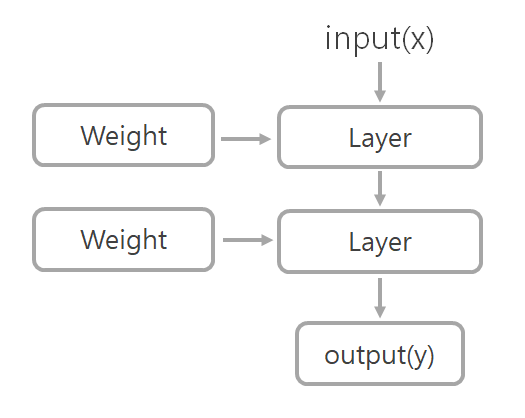 input(x)
Weight
Layer
Weight
Layer
output(y)